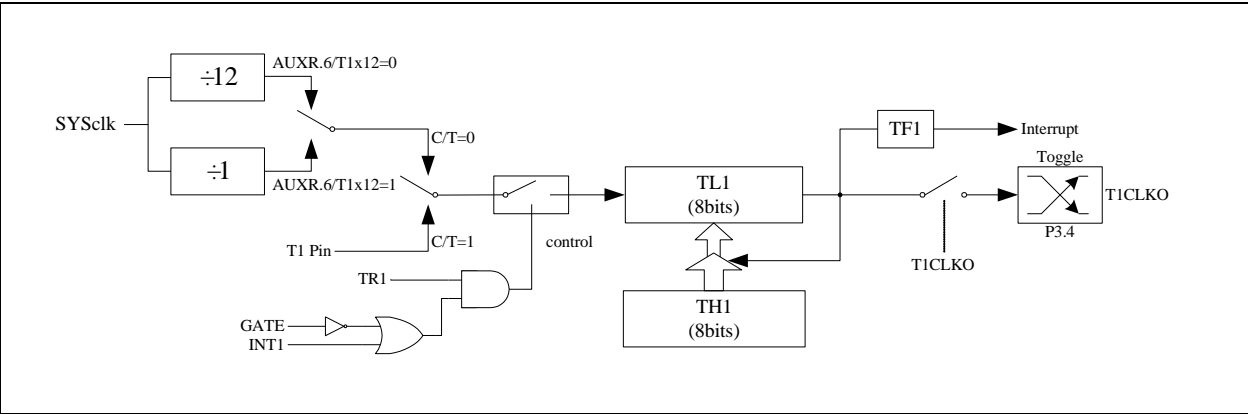 AUXR.6/T1x12=0
÷12
SYSclk
C/T=0
÷1
AUXR.6/T1x12=1
T1 Pin
C/T=1
control
TR1
GATE
INT1
TL1
(8bits)
TH1
(8bits)
TF1
Interrupt
Toggle
T1CLKO
P3.4
T1CLKO